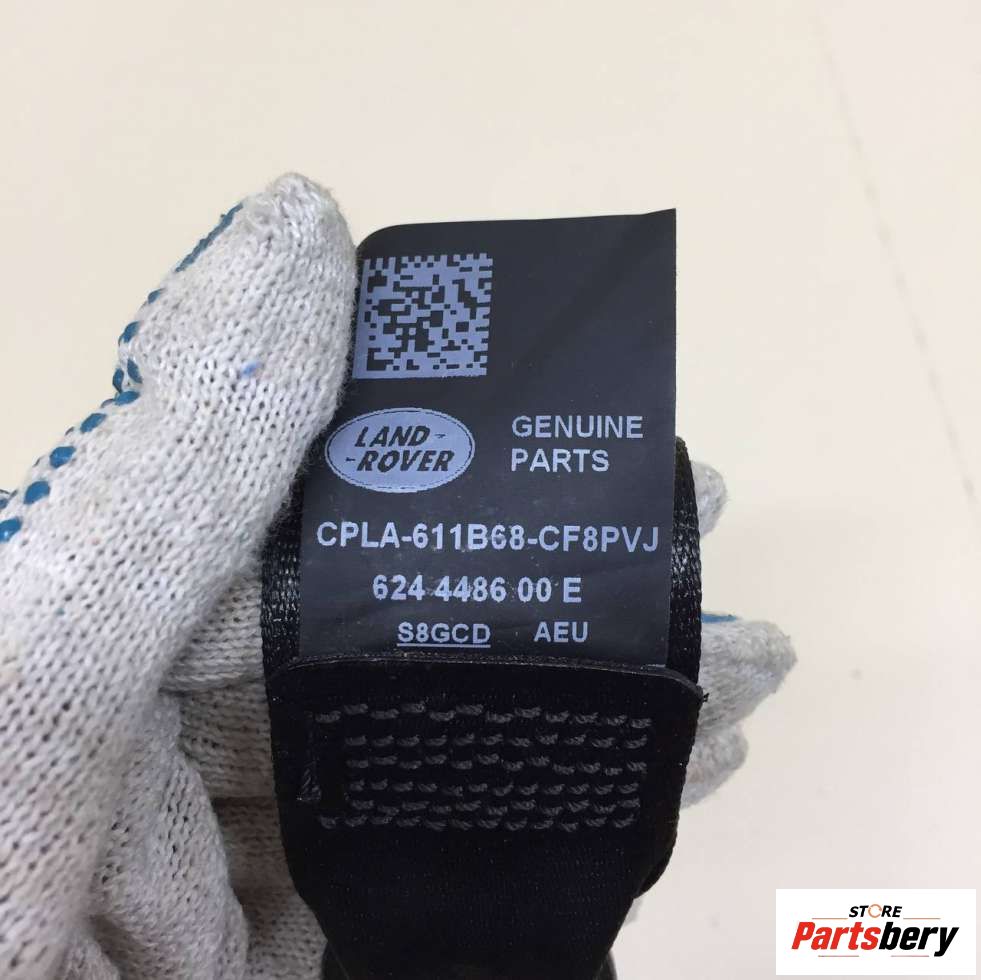 LAND-
-ROVER
GENUINE
PARTS
CPLA-611B68-CF8PVJ
624 4486 00 E
S8GCD AEU
STORE
Partsbery